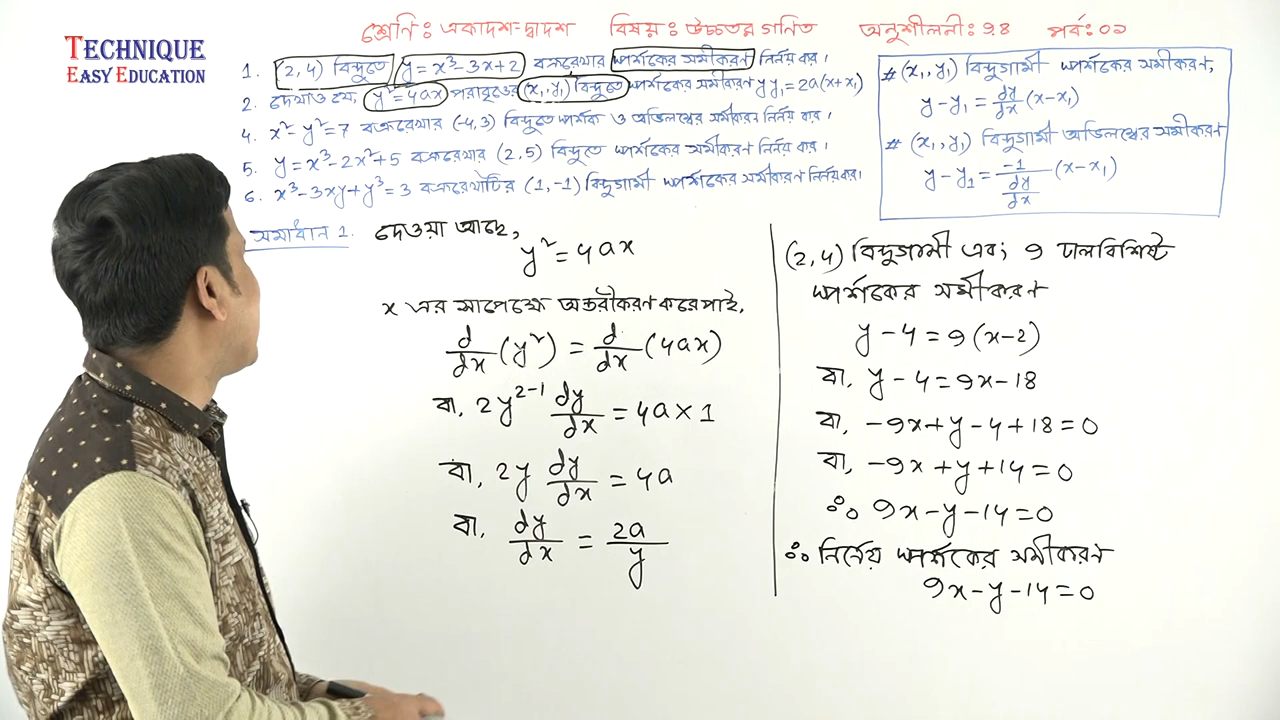 TECHNIQUE
EASY EDUCATION
শ্রেণি : একাদশ-দ্বাদশ বিষয় : উচ্চতর গণিত অনুশীলনী : ৯.৪ পর্ব : ০১
1. (2, 4) বিন্দুতে y = x² - 3x + 2 বক্ররেখার স্পর্শকের সমীকরণ নির্ণয় কর।
2. দেখাও যে, y² = 4ax পরাবৃত্তের (x₁, y₁) বিন্দুতে স্পর্শকের সমীকরণ yy₁ = 2a(x + x₁)
4. x² - y² = 7 বক্ররেখার (-4, 3) বিন্দুতে স্পর্শক ও অভিলম্বের সমীকরণ নির্ণয় কর।
5. y = x³ - 2x² + 5 বক্ররেখার (2, 5) বিন্দুতে স্পর্শকের সমীকরণ নির্ণয় কর।
6. x³ - 3xy + y³ = 3 বক্ররেখাটির (1, -1) বিন্দুগামী স্পর্শকের সমীকরণ নির্ণয় কর।
# (x₁, y₁) বিন্দুগামী স্পর্শকের সমীকরণ,
y - y₁ = dy/dx (x - x₁)
# (x₁, y₁) বিন্দুগামী অভিলম্বের সমীকরণ
y - y₁ = -1/(dy/dx) (x - x₁)
সমাধান 1.
দেওয়া আছে,
y² = 4ax
x এর সাপেক্ষে অন্তরীকরণ করে পাই,
d/dx (y²) = d/dx (4ax)
বা, 2y²⁻¹ dy/dx = 4a × 1
বা, 2y dy/dx = 4a
বা, dy/dx = 2a/y
(2, 4) বিন্দুগামী এবং 9 ঢালবিশিষ্ট
স্পর্শকের সমীকরণ
y - 4 = 9(x - 2)
বা, y - 4 = 9x - 18
বা, -9x + y - 4 + 18 = 0
বা, -9x + y + 14 = 0
∴ 9x - y - 14 = 0
∴ নির্ণেয় স্পর্শকের সমীকরণ
9x - y - 14 = 0